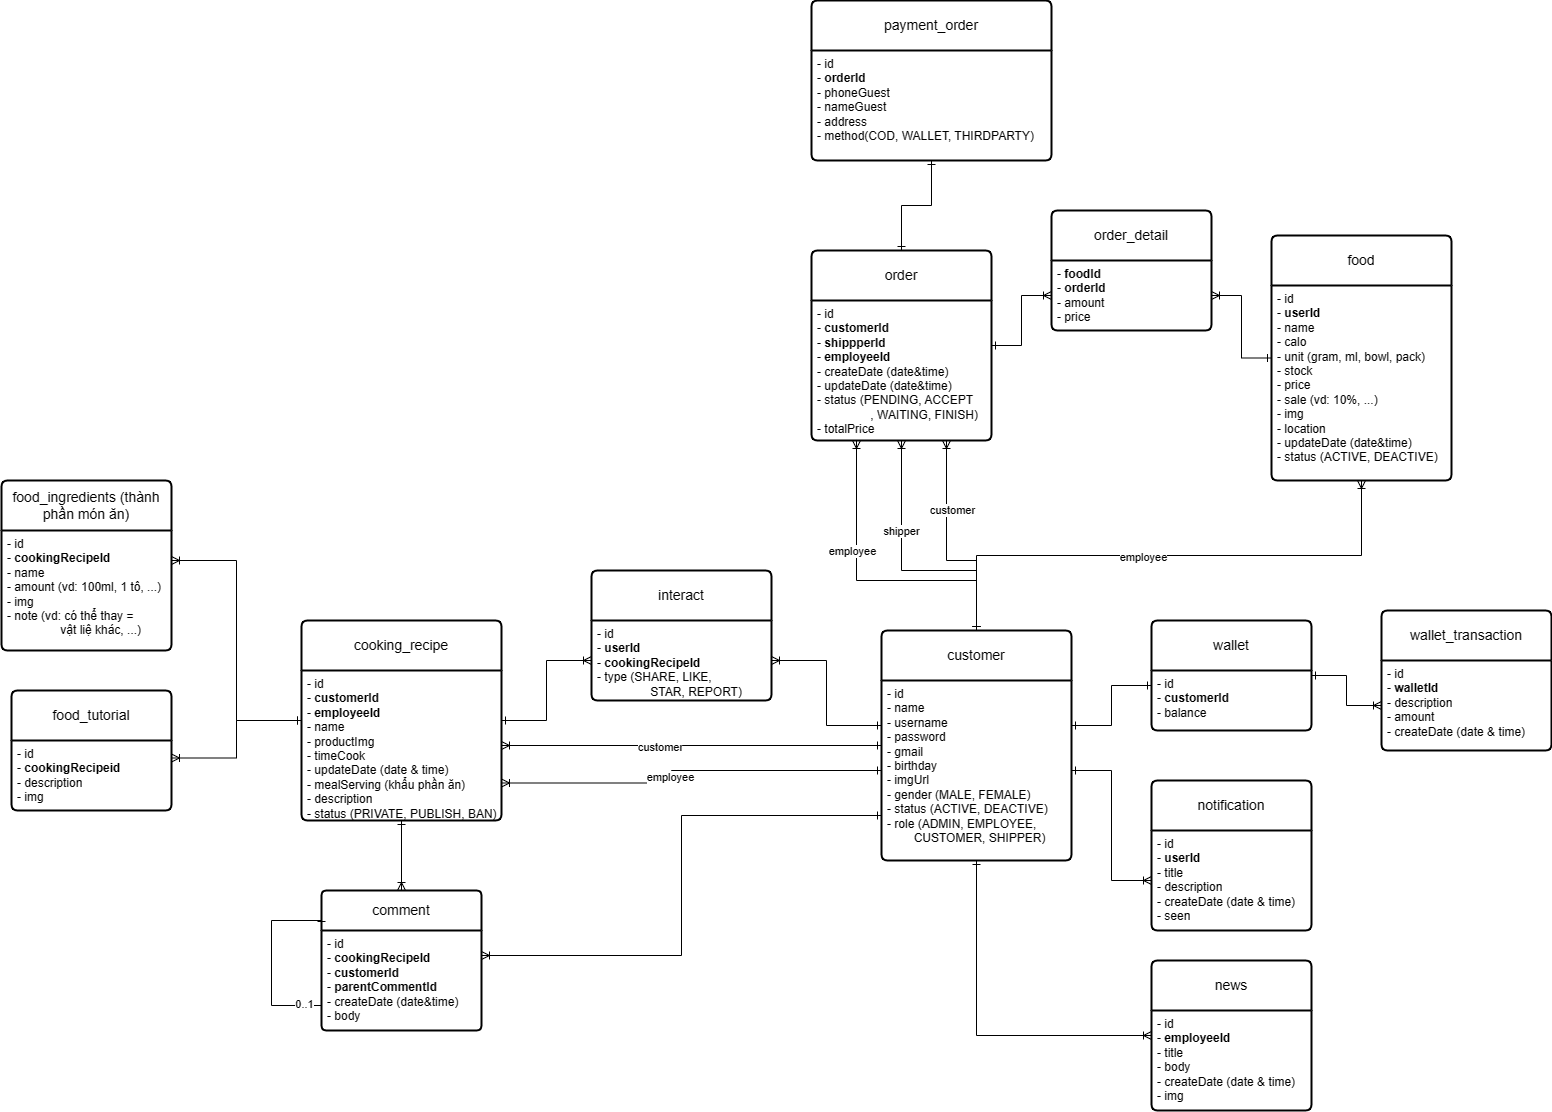 payment_order
- id
- orderId
- phoneGuest
- nameGuest
- address
- method(COD, WALLET, THIRDPARTY)
order_detail
- foodId
- orderId
- amount
- price
food
- id
- userId
- name
- calo
- unit (gram, ml, bowl, pack)
- stock
- price
- sale (vd: 10%, ...)
- img
- location
- updateDate (date&time)
- status (ACTIVE, DEACTIVE)
order
- id
- customerId
- shippperId
- employeeId
- createDate (date&time)
- updateDate (date&time)
- status (PENDING, ACCEPT
, WAITING, FINISH)
- totalPrice
customer
shipper
employee
employee
food_ingredients (thành
phần món ăn)
- id
- cookingRecipeId
- name
- amount (vd: 100ml, 1 tô, ...)
- img
- note (vd: có thể thay =
vật liệ khác, ...)
food_tutorial
- id
- cookingRecipeid
- description
- img
cooking_recipe
- id
- customerId
- employeeId
- name
- productImg
- timeCook
- updateDate (date & time)
- mealServing (khẩu phần ăn)
- description
- status (PRIVATE, PUBLISH, BAN)
interact
- id
- userId
- cookingRecipeId
- type (SHARE, LIKE,
STAR, REPORT)
customer
employee
customer
- id
- name
- username
- password
- gmail
- birthday
- imgUrl
- gender (MALE, FEMALE)
- status (ACTIVE, DEACTIVE)
- role (ADMIN, EMPLOYEE,
CUSTOMER, SHIPPER)
wallet
- id
- customerId
- balance
wallet_transaction
- id
- walletId
- description
- amount
- createDate (date & time)
notification
- id
- userId
- title
- description
- createDate (date & time)
- seen
comment
- id
- cookingRecipeId
- customerId
- parentCommentId
- createDate (date&time)
- body
0..1
news
- id
- employeeId
- title
- body
- createDate (date & time)
- img